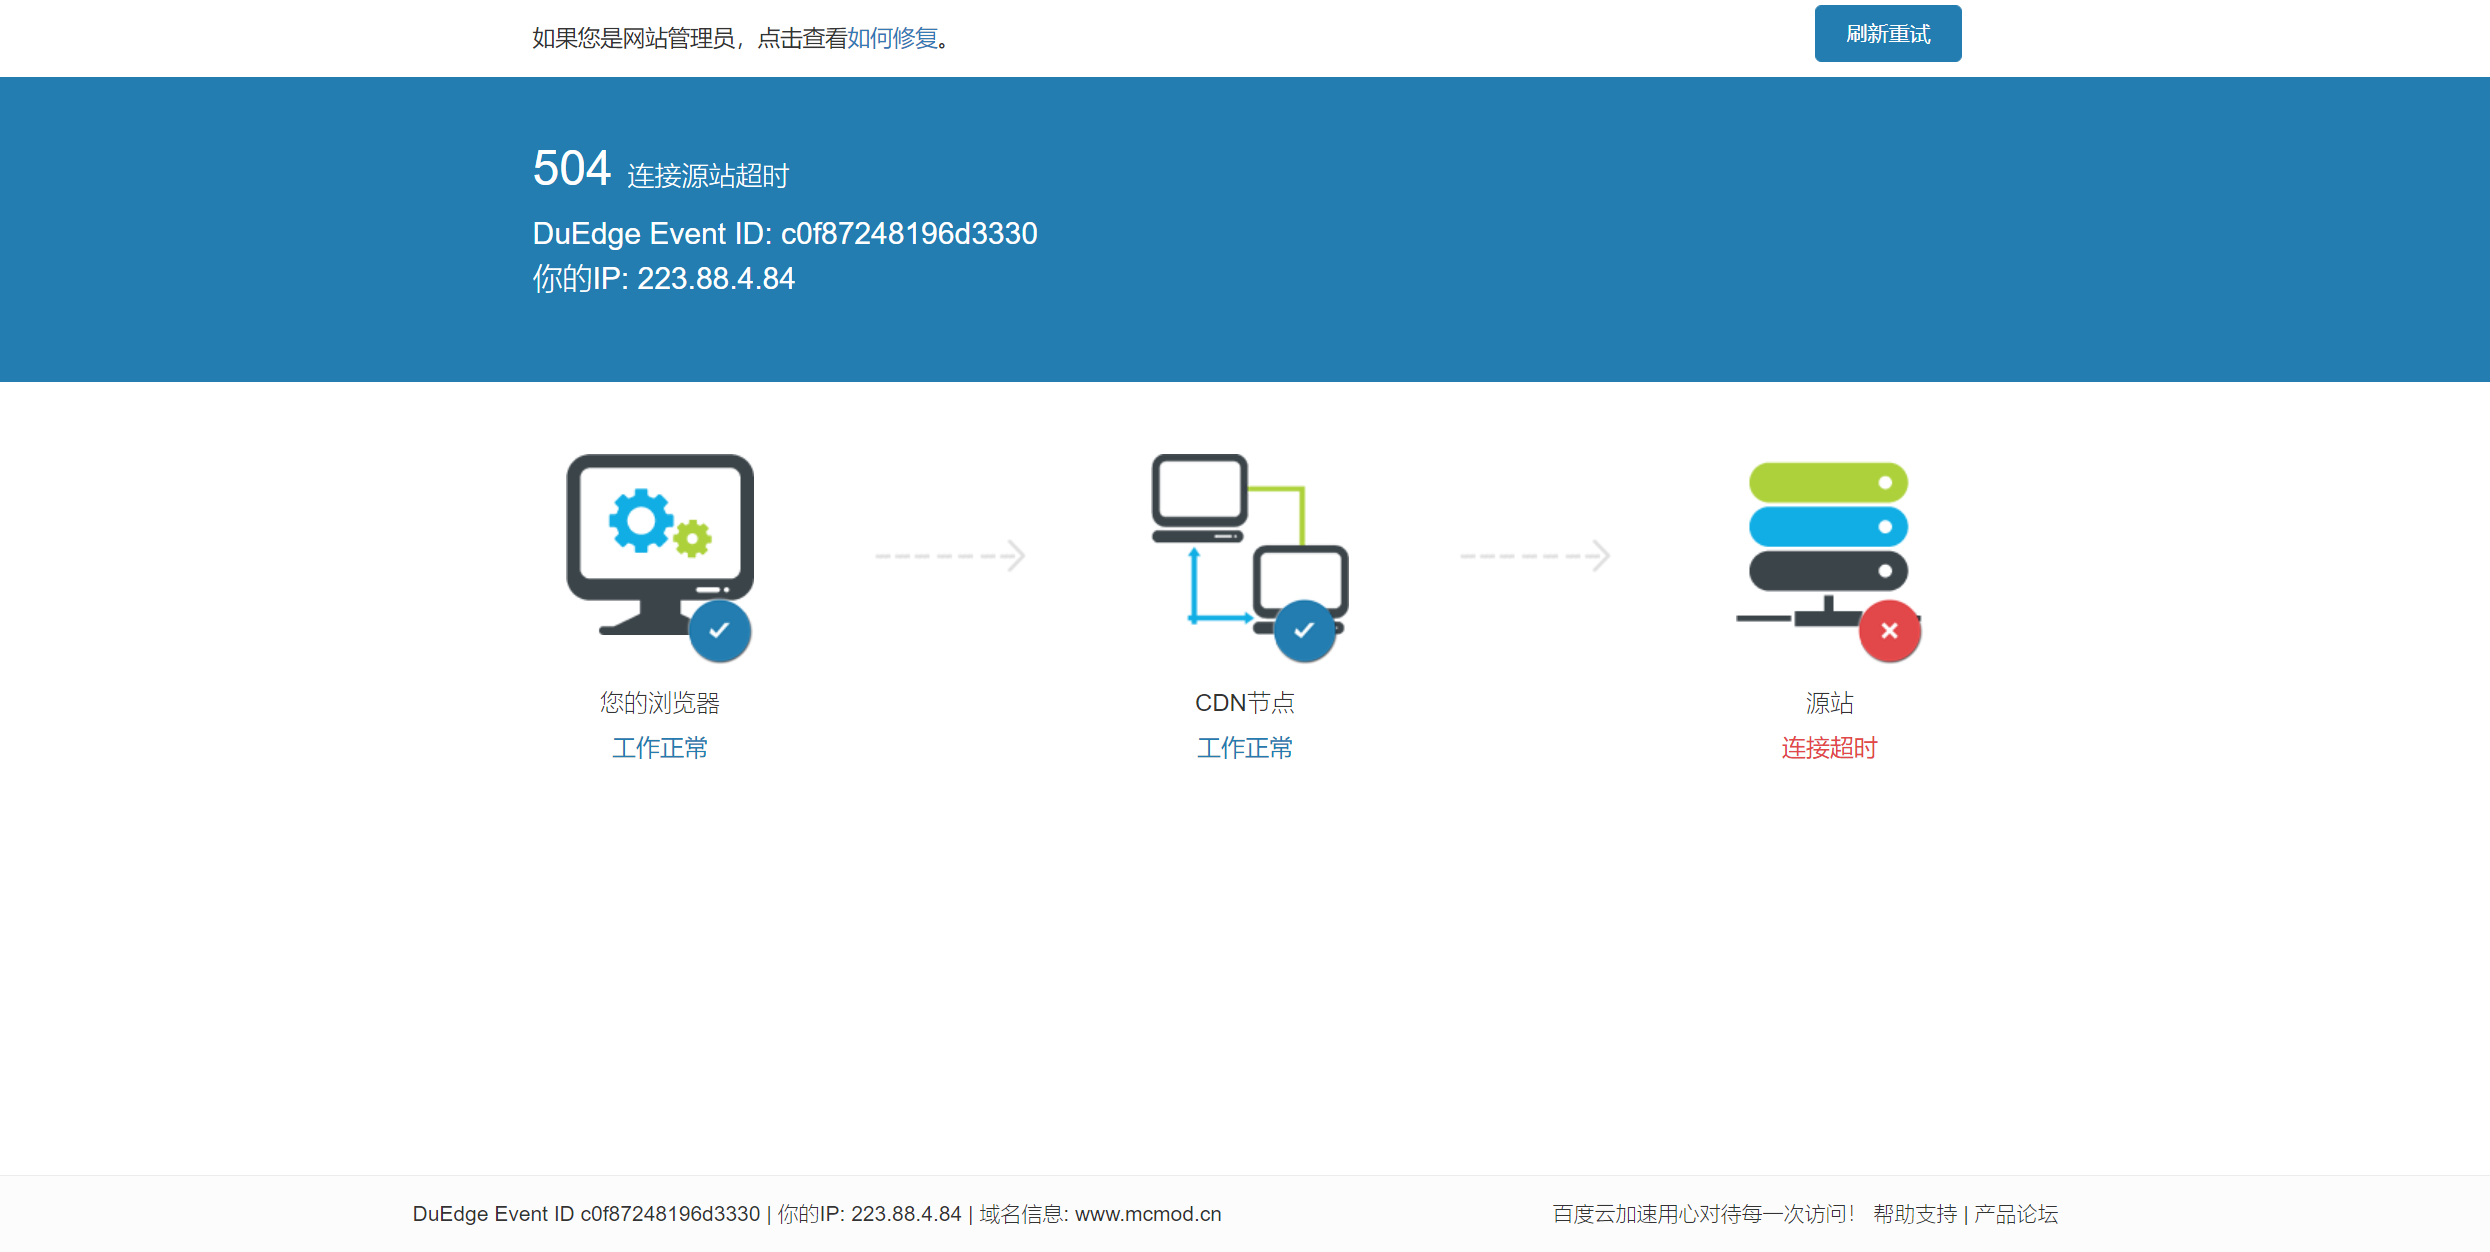 如果您是网站管理员，点击查看如何修复。
刷新重试
504 连接源站超时
DuEdge Event ID: c0f87248196d3330
你的IP: 223.88.4.84
您的浏览器
工作正常
CDN节点
工作正常
源站
连接超时
DuEdge Event ID c0f87248196d3330 | 你的IP: 223.88.4.84 | 域名信息: www.mcmod.cn
百度云加速用心对待每一次访问！ 帮助支持 | 产品论坛